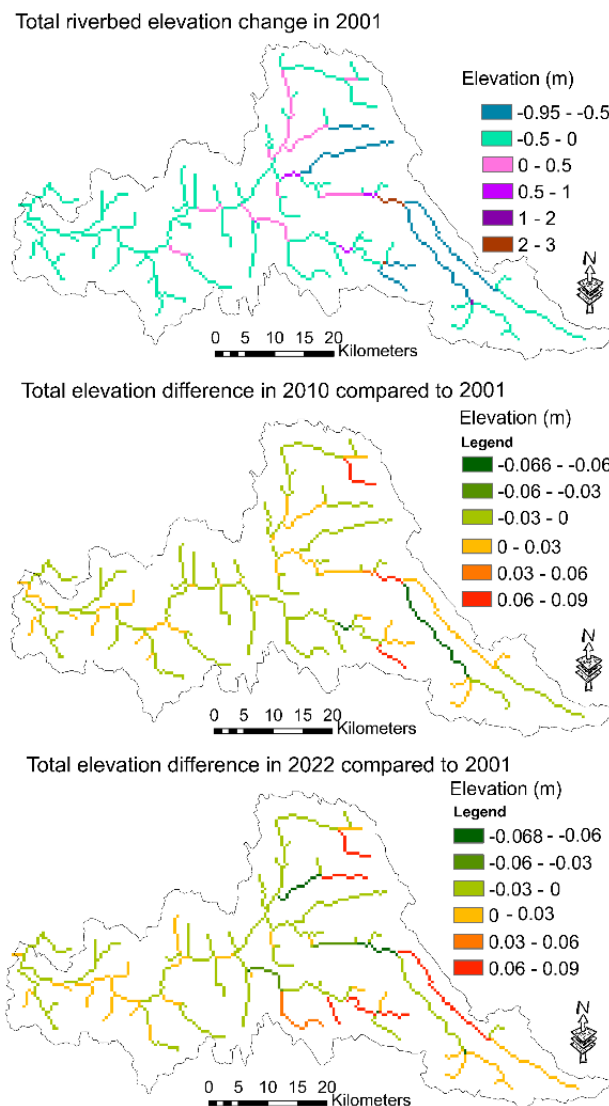 Total riverbed elevation change in 2001
Elevation (m)
-0.95 - -0.5
-0.5 - 0
0 - 0.5
0.5 - 1
1 - 2
2 - 3
N
0 5 10 15 20
Kilometers
Total elevation difference in 2010 compared to 2001
Elevation (m)
Legend
-0.066 - -0.06
-0.06 - -0.03
-0.03 - 0
0 - 0.03
0.03 - 0.06
0.06 - 0.09
N
0 5 10 15 20
Kilometers
Total elevation difference in 2022 compared to 2001
Elevation (m)
Legend
-0.068 - -0.06
-0.06 - -0.03
-0.03 - 0
0 - 0.03
0.03 - 0.06
0.06 - 0.09
N
0 5 10 15 20
Kilometers